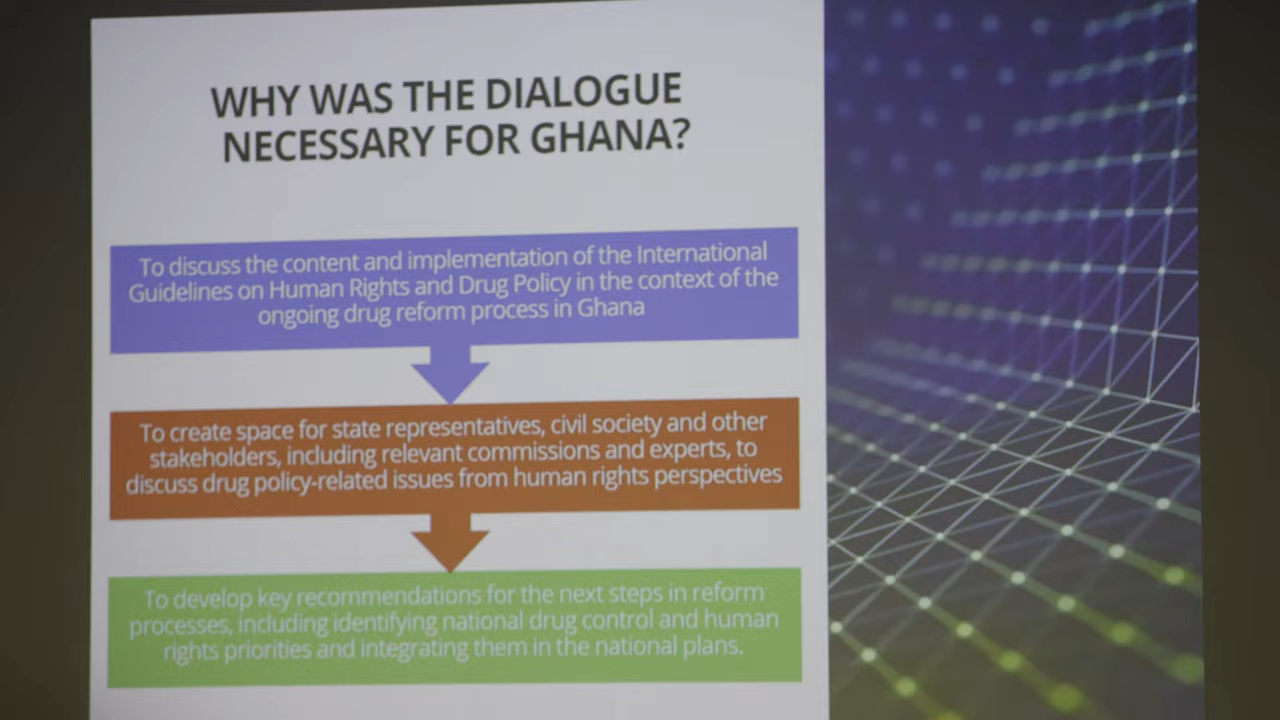 WHY WAS THE DIALOGUE
NECESSARY FOR GHANA?
To discuss the content and implementation of the International
Guidelines on Human Rights and Drug Policy in the context of the
ongoing drug reform process in Ghana
To create space for state representatives, civil society and other
stakeholders, including relevant commissions and experts, to
discuss drug policy-related issues from human rights perspectives
To develop key recommendations for the next steps in reform
processes, including identifying national drug control and human
rights priorities and integrating them in the national plans.